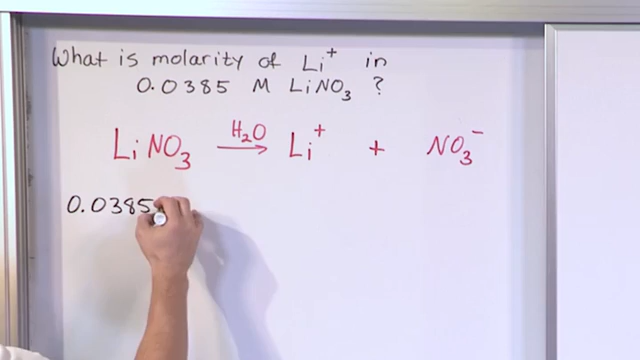 What is molarity of Li⁺ in
0.0385 M LiNO₃ ?
LiNO₃ H₂O⟶ Li⁺ + NO₃⁻
0.0385